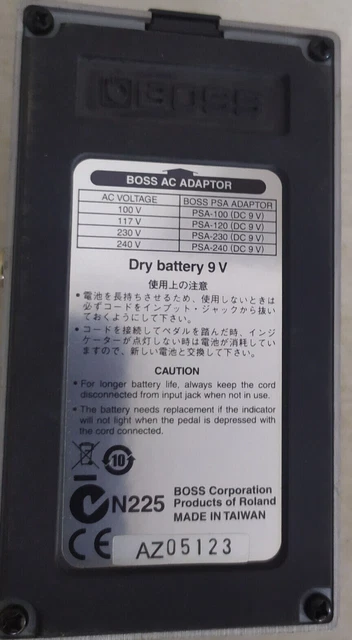 BOSS
BOSS AC ADAPTOR
AC VOLTAGE BOSS PSA ADAPTOR
100 V PSA-100 (DC 9 V)
117 V PSA-120 (DC 9 V)
230 V PSA-230 (DC 9 V)
240 V PSA-240 (DC 9 V)
Dry battery 9 V
使用上の注意
• 電池を長持ちさせるため、使用しないときは
必ずコードをインプット・ジャックから抜い
ておくようにして下さい。
• コードを接続してペダルを踏んだ時、インジ
ケーターが点灯しない時は電池が消耗してい
ますので、新しい電池と交換して下さい。
CAUTION
• For longer battery life, always keep the cord
disconnected from input jack when not in use.
• The battery needs replacement if the indicator
will not light when the pedal is depressed with
the cord connected.
10
N225
BOSS Corporation
Products of Roland
MADE IN TAIWAN
CE
AZ05123